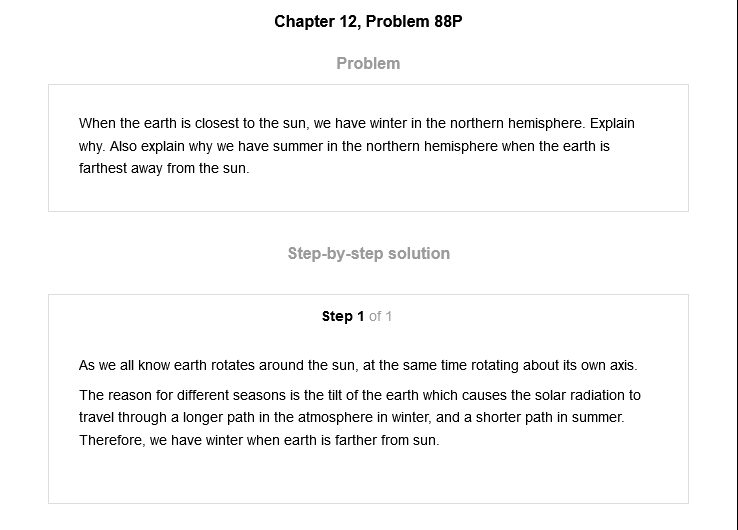 Chapter 12, Problem 88P
Problem
When the earth is closest to the sun, we have winter in the northern hemisphere. Explain
why. Also explain why we have summer in the northern hemisphere when the earth is
farthest away from the sun.
Step-by-step solution
Step 1 of 1
As we all know earth rotates around the sun, at the same time rotating about its own axis.
The reason for different seasons is the tilt of the earth which causes the solar radiation to
travel through a longer path in the atmosphere in winter, and a shorter path in summer.
Therefore, we have winter when earth is farther from sun.